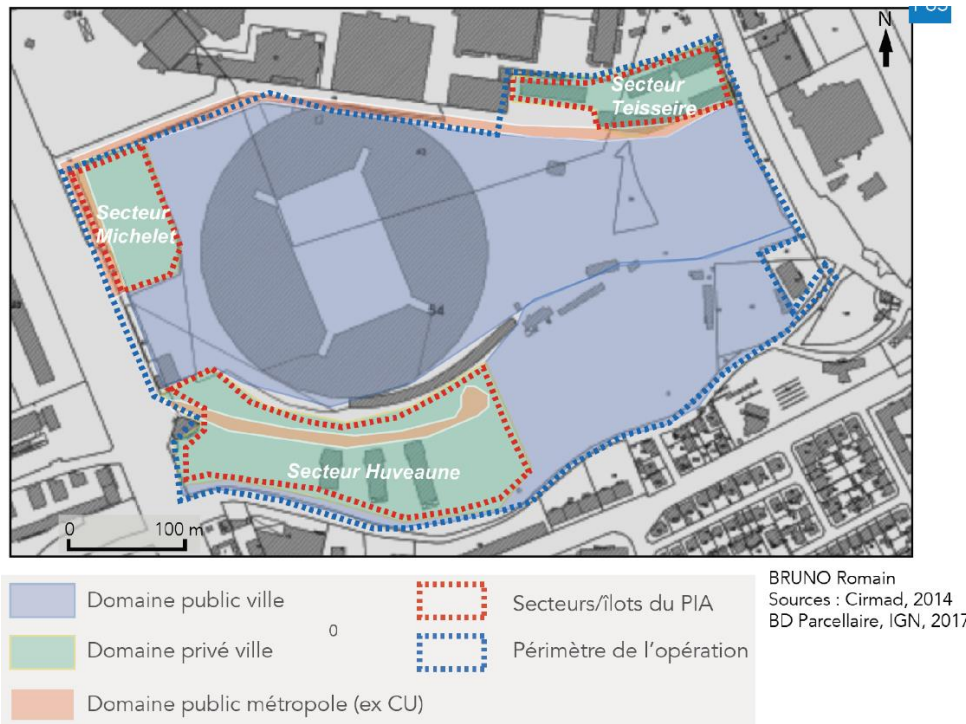 N
Secteur
Teisseire
Secteur
Michelet
54
Secteur Huveaune
0 100 m
Domaine public ville
Domaine privé ville
Domaine public métropole (ex CU)
0
Secteurs/îlots du PIA
Périmètre de l'opération
BRUNO Romain
Sources : Cirmad, 2014
BD Parcellaire, IGN, 2017